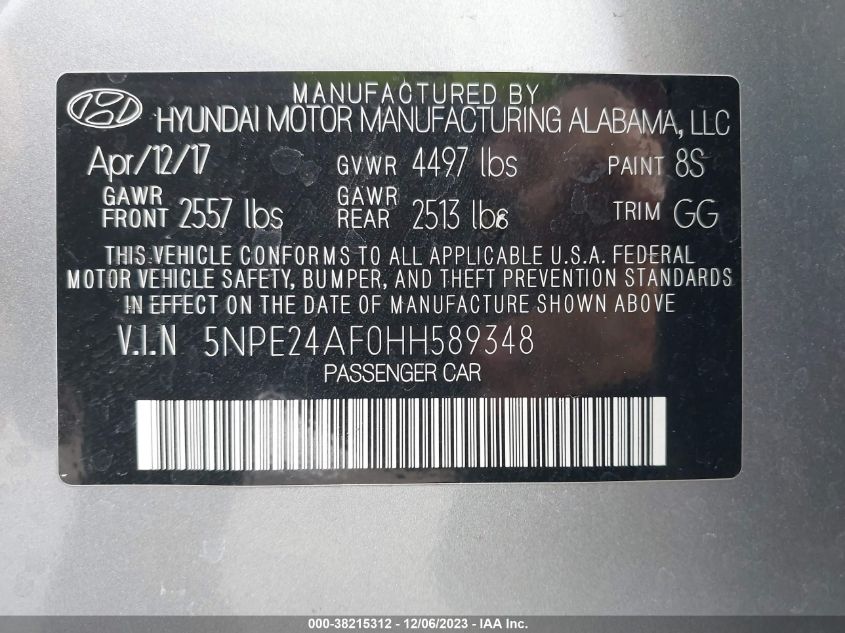 MANUFACTURED BY
HYUNDAI MOTOR MANUFACTURING ALABAMA, LLC
Apr/12/17 GVWR 4497 lbs PAINT 8S
GAWR FRONT 2557 lbs GAWR REAR 2513 lbs TRIM GG
THIS VEHICLE CONFORMS TO ALL APPLICABLE U.S.A. FEDERAL
MOTOR VEHICLE SAFETY, BUMPER, AND THEFT PREVENTION STANDARDS
IN EFFECT ON THE DATE OF MANUFACTURE SHOWN ABOVE
V.I.N 5NPE24AF0HH589348
PASSENGER CAR
000-38215312 - 12/06/2023 - IAA Inc.